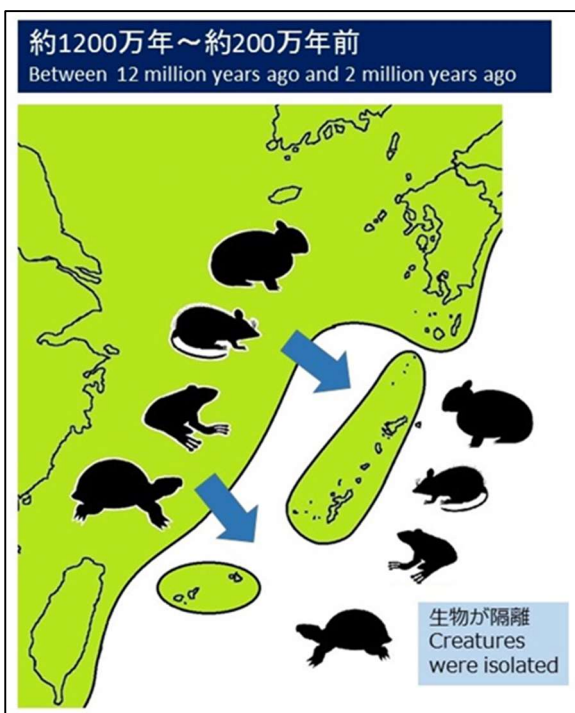 約1200万年～約200万年前
Between 12 million years ago and 2 million years ago
生物が隔離
Creatures
were isolated